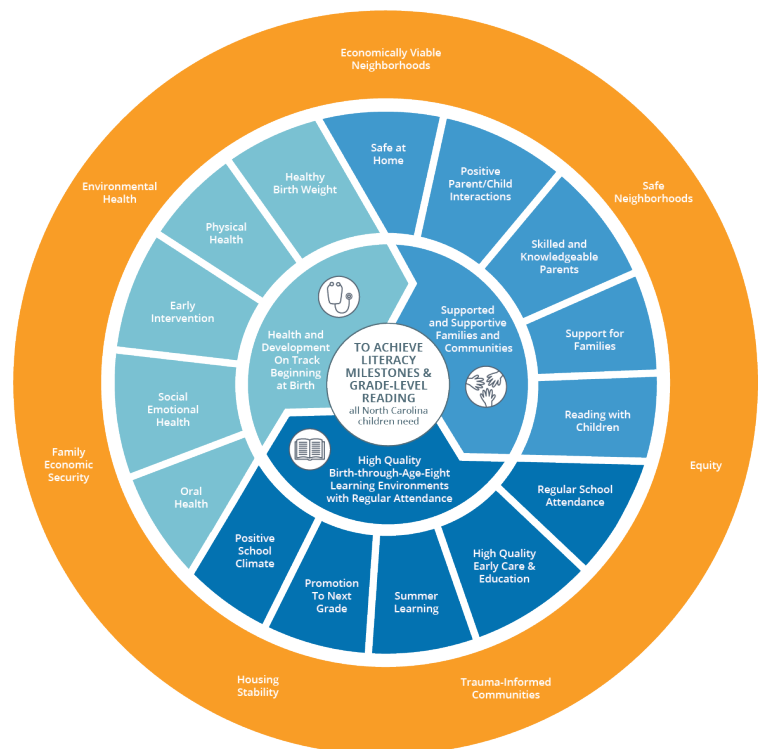 Economically Viable
Neighborhoods
Safe
Neighborhoods
Equity
Trauma-Informed
Communities
Housing
Stability
Family
Economic
Security
Environmental
Health
Safe at
Home
Positive
Parent/Child
Interactions
Skilled and
Knowledgeable
Parents
Support for
Families
Reading with
Children
Regular School
Attendance
High Quality
Early Care &
Education
Summer
Learning
Promotion
To Next
Grade
Positive
School
Climate
Oral
Health
Social
Emotional
Health
Early
Intervention
Physical
Health
Healthy
Birth Weight
Health and
Development
On Track
Beginning
at Birth
Supported
and Supportive
Families and
Communities
High Quality
Birth-through-Age-Eight
Learning Environments
with Regular Attendance
TO ACHIEVE
LITERACY
MILESTONES &
GRADE-LEVEL
READING
all North Carolina
children need